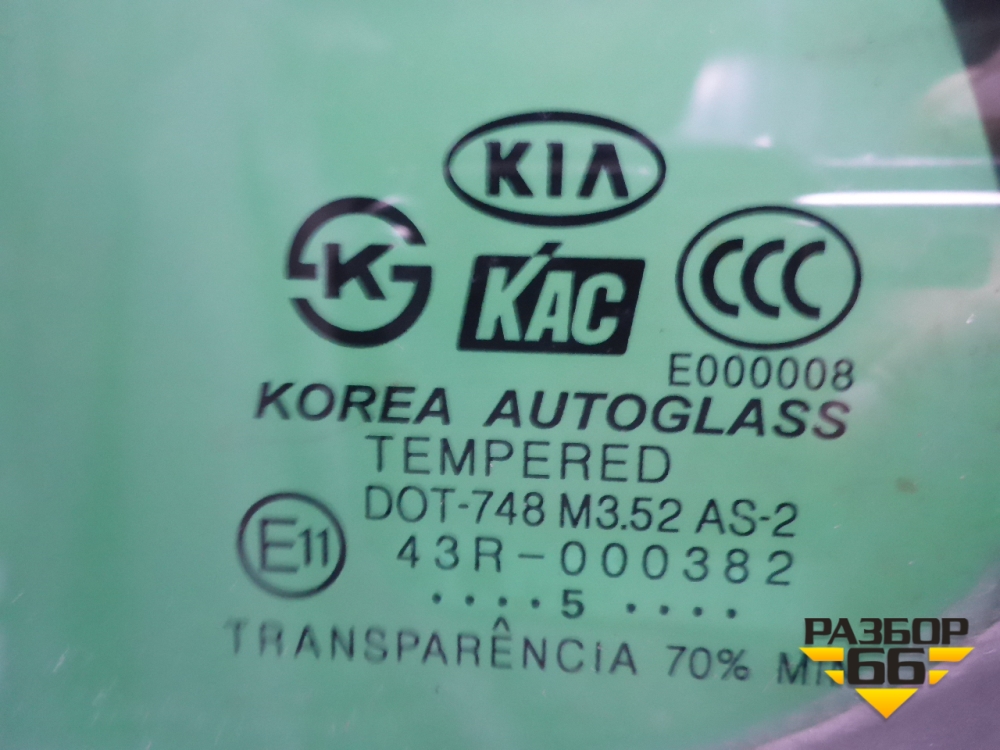 KIA
K
KAC
CCC
E000008
KOREA AUTOGLASS
TEMPERED
DOT-748 M3.52 AS-2
E11
43R-000382
....5 ....
TRANSPARÊNCiA 70%
РАЗБОР
66